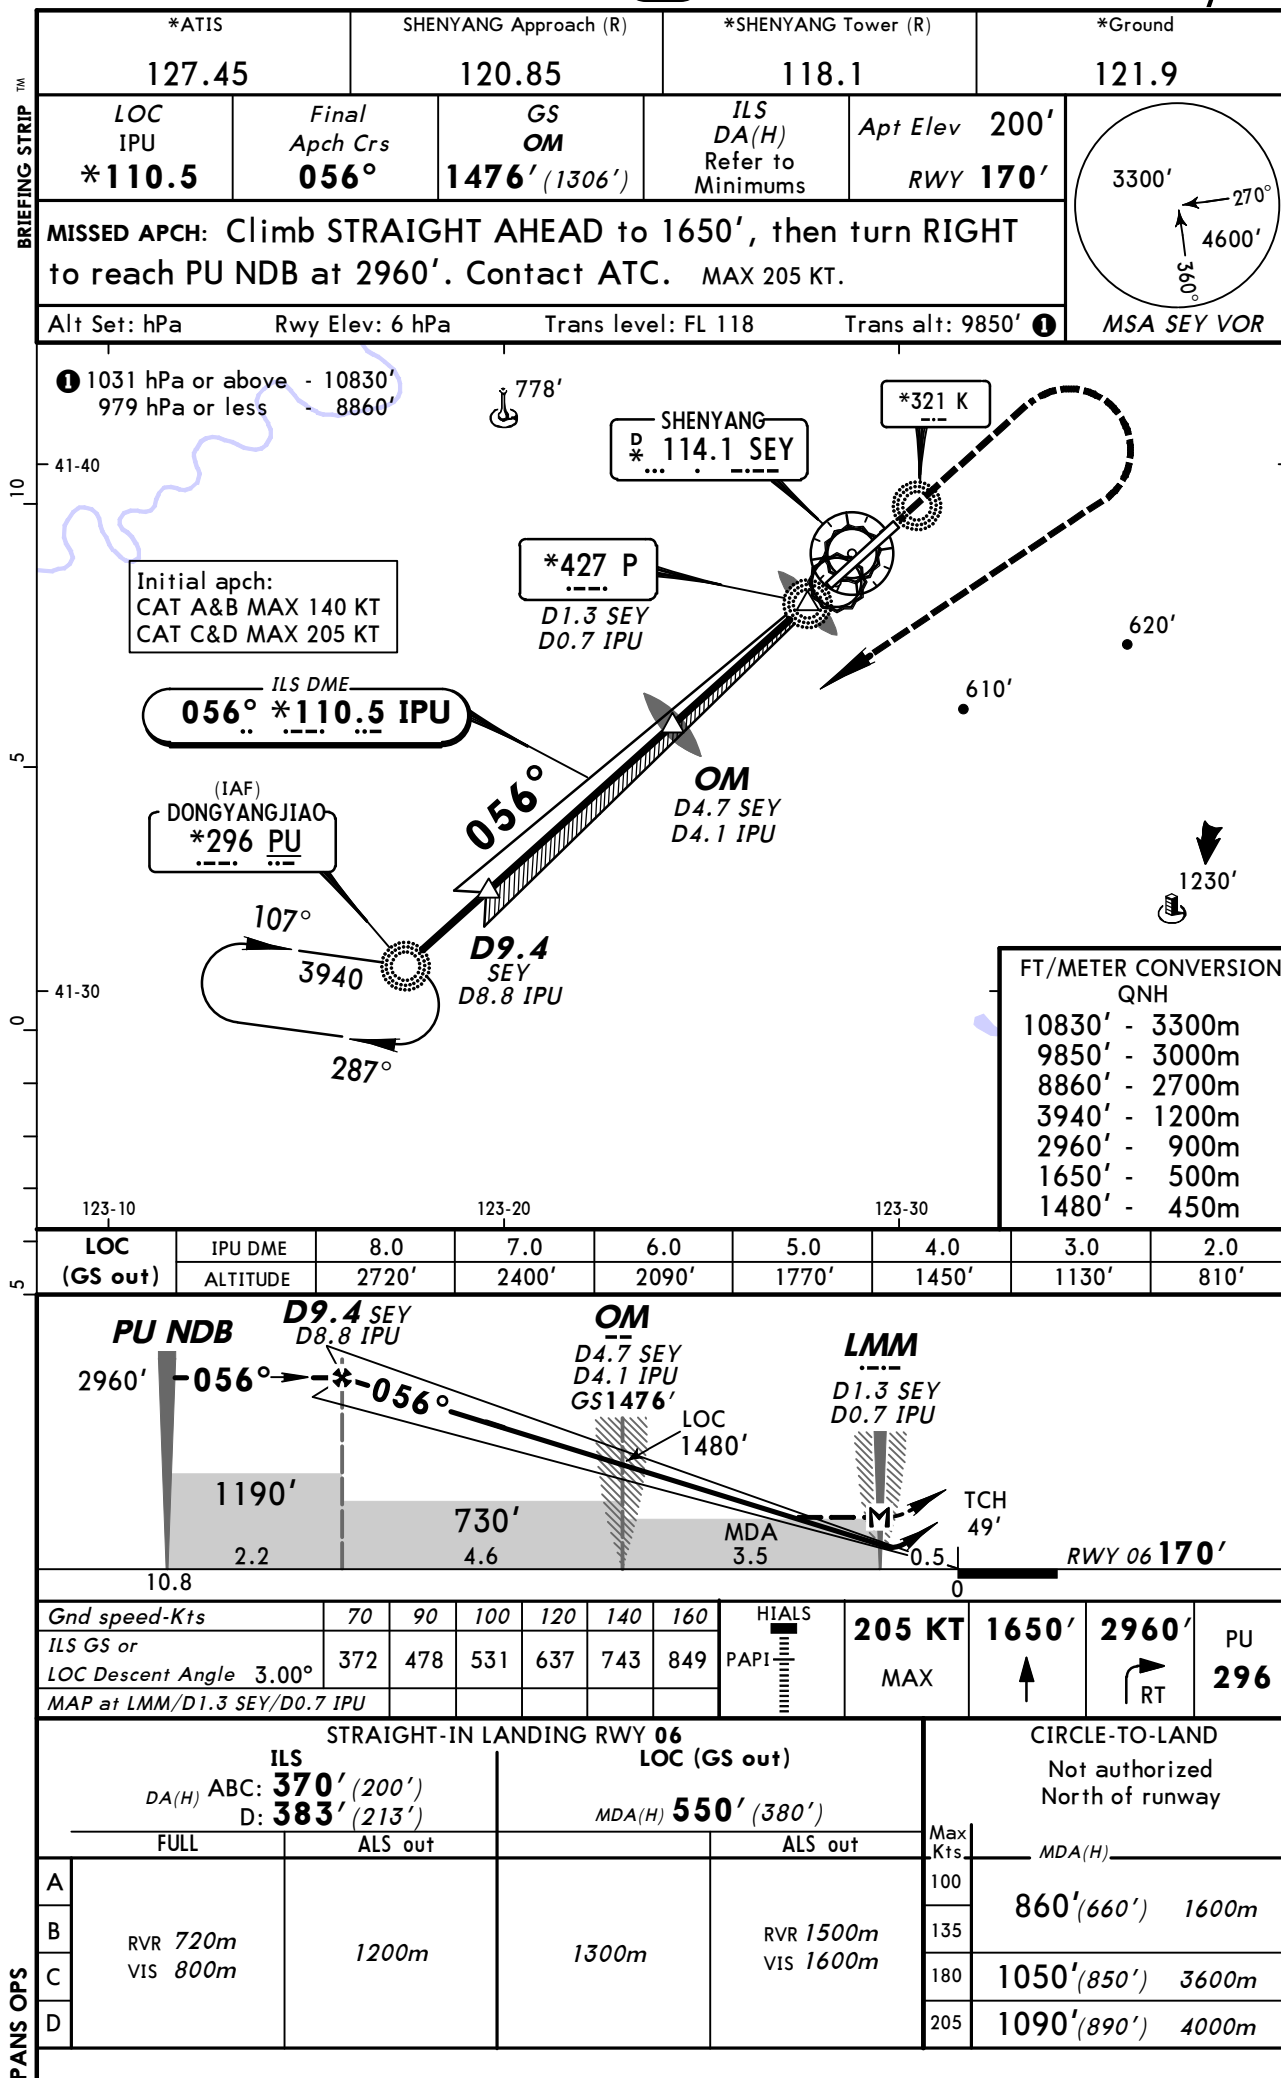 *ATIS SHENYANG Approach (R) *SHENYANG Tower (R) *Ground
127.45 120.85 118.1 121.9
BRIEFING STRIP TM
LOC
IPU
*110.5
Final
Apch Crs
056°
GS
OM
1476' (1306')
ILS
DA(H)
Refer to
Minimums
Apt Elev 200'
RWY 170'
MISSED APCH: Climb STRAIGHT AHEAD to 1650', then turn RIGHT
to reach PU NDB at 2960'. Contact ATC. MAX 205 KT.
Alt Set: hPa Rwy Elev: 6 hPa Trans level: FL 118 Trans alt: 9850' 1
3300'
270°
4600'
360°
MSA SEY VOR
1 1031 hPa or above - 10830'
979 hPa or less - 8860'
778'
*321 K
SHENYANG
D
* 114.1 SEY
41-40
10
*427 P
D1.3 SEY
D0.7 IPU
Initial apch:
CAT A&B MAX 140 KT
CAT C&D MAX 205 KT
620'
610'
ILS DME
056° *110.5 IPU
5
056°
OM
D4.7 SEY
D4.1 IPU
(IAF)
DONGYANGJIAO
*296 PU
1230'
107°
3940
287°
D9.4
SEY
D8.8 IPU
41-30
0
FT/METER CONVERSION
QNH
10830' - 3300m
9850' - 3000m
8860' - 2700m
3940' - 1200m
2960' - 900m
1650' - 500m
1480' - 450m
123-10 123-20 123-30
5
LOC IPU DME 8.0 7.0 6.0 5.0 4.0 3.0 2.0
(GS out) ALTITUDE 2720' 2400' 2090' 1770' 1450' 1130' 810'
PU NDB
2960'
056°
D9.4 SEY
D8.8 IPU
056°
OM
D4.7 SEY
D4.1 IPU
GS1476'
LOC
1480'
LMM
D1.3 SEY
D0.7 IPU
M
TCH
49'
1190'
730'
MDA
2.2 4.6 3.5 0.5
RWY 06 170'
10.8 0
Gnd speed-Kts 70 90 100 120 140 160
ILS GS or
LOC Descent Angle 3.00° 372 478 531 637 743 849
MAP at LMM/D1.3 SEY/D0.7 IPU
HIALS
PAPI
205 KT
MAX
1650'
2960'
RT
PU
296
STRAIGHT-IN LANDING RWY 06
ILS
DA(H) ABC: 370' (200')
D: 383' (213')
LOC (GS out)
MDA(H) 550' (380')
FULL ALS out ALS out
A
B
C
D
RVR 720m
VIS 800m
1200m
1300m
RVR 1500m
VIS 1600m
CIRCLE-TO-LAND
Not authorized
North of runway
Max
Kts
MDA(H)
100
135
860'(660') 1600m
180 1050'(850') 3600m
205 1090'(890') 4000m
PANS OPS